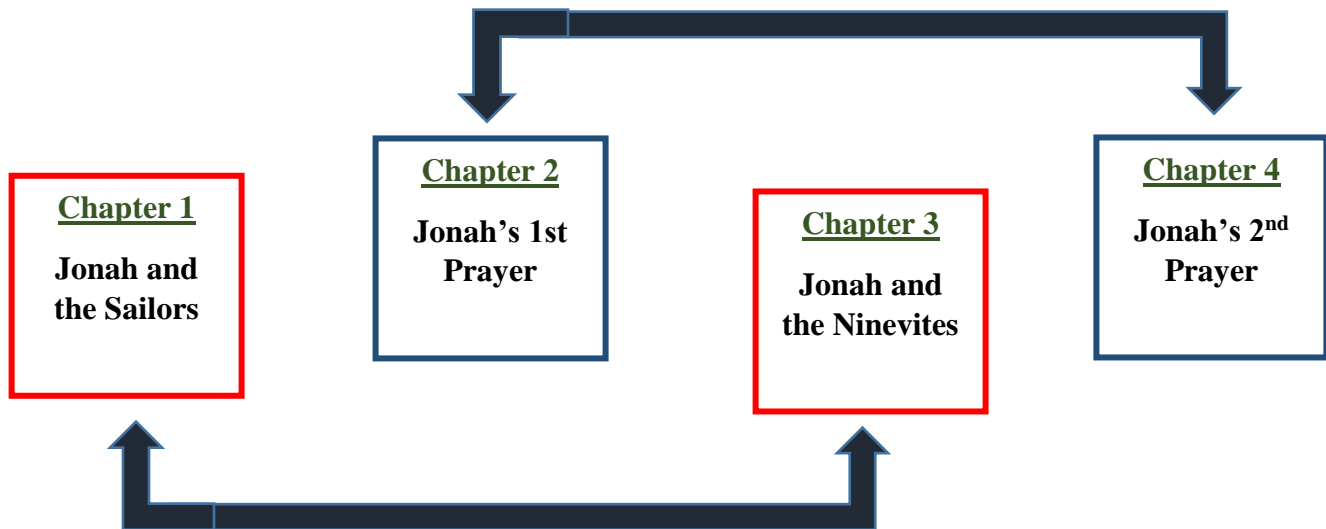 Chapter 1
Jonah and
the Sailors
Chapter 2
Jonah’s 1st
Prayer
Chapter 3
Jonah and
the Ninevites
Chapter 4
Jonah’s 2nd
Prayer